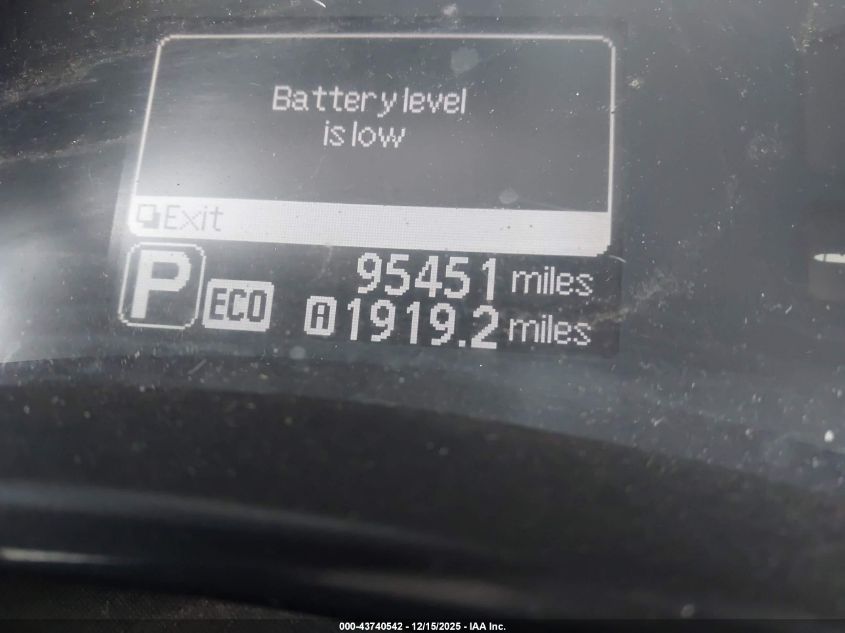 Battery level
is low
Exit
P
ECO
95451 miles
A 1919.2 miles
000-43740542 - 12/15/2025 - IAA Inc.